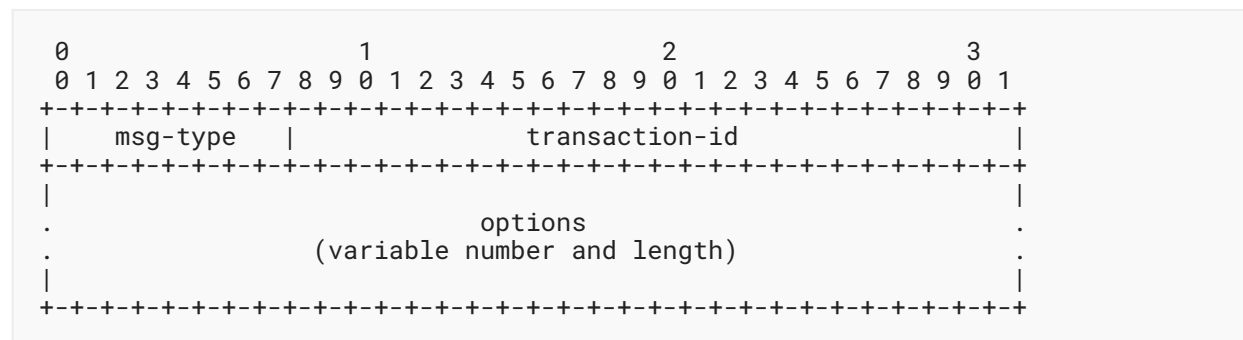 0                   1                   2                   3
 0 1 2 3 4 5 6 7 8 9 0 1 2 3 4 5 6 7 8 9 0 1 2 3 4 5 6 7 8 9 0 1
+-+-+-+-+-+-+-+-+-+-+-+-+-+-+-+-+-+-+-+-+-+-+-+-+-+-+-+-+-+-+-+-+
|    msg-type   |               transaction-id                  |
+-+-+-+-+-+-+-+-+-+-+-+-+-+-+-+-+-+-+-+-+-+-+-+-+-+-+-+-+-+-+-+-+
|                                                               |
.                            options                            .
.                 (variable number and length)                  .
|                                                               |
+-+-+-+-+-+-+-+-+-+-+-+-+-+-+-+-+-+-+-+-+-+-+-+-+-+-+-+-+-+-+-+-+